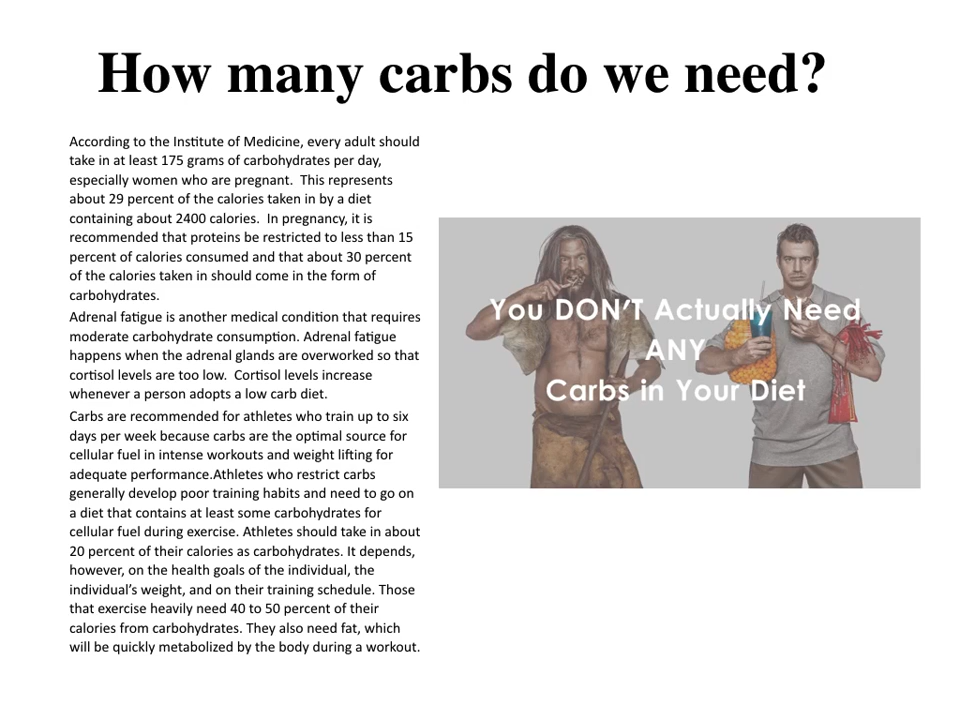 How many carbs do we need?
According to the Institute of Medicine, every adult should
take in at least 175 grams of carbohydrates per day,
especially women who are pregnant.  This represents
about 29 percent of the calories taken in by a diet
containing about 2400 calories.  In pregnancy, it is
recommended that proteins be restricted to less than 15
percent of calories consumed and that about 30 percent
of the calories taken in should come in the form of
carbohydrates.
Adrenal fatigue is another medical condition that requires
moderate carbohydrate consumption. Adrenal fatigue
happens when the adrenal glands are overworked so that
cortisol levels are too low.  Cortisol levels increase
whenever a person adopts a low carb diet.
Carbs are recommended for athletes who train up to six
days per week because carbs are the optimal source for
cellular fuel in intense workouts and weight lifting for
adequate performance.Athletes who restrict carbs
generally develop poor training habits and need to go on
a diet that contains at least some carbohydrates for
cellular fuel during exercise. Athletes should take in about
20 percent of their calories as carbohydrates. It depends,
however, on the health goals of the individual, the
individual's weight, and on their training schedule. Those
that exercise heavily need 40 to 50 percent of their
calories from carbohydrates. They also need fat, which
will be quickly metabolized by the body during a workout.
You DON'T Actually Need
ANY
Carbs in Your Diet